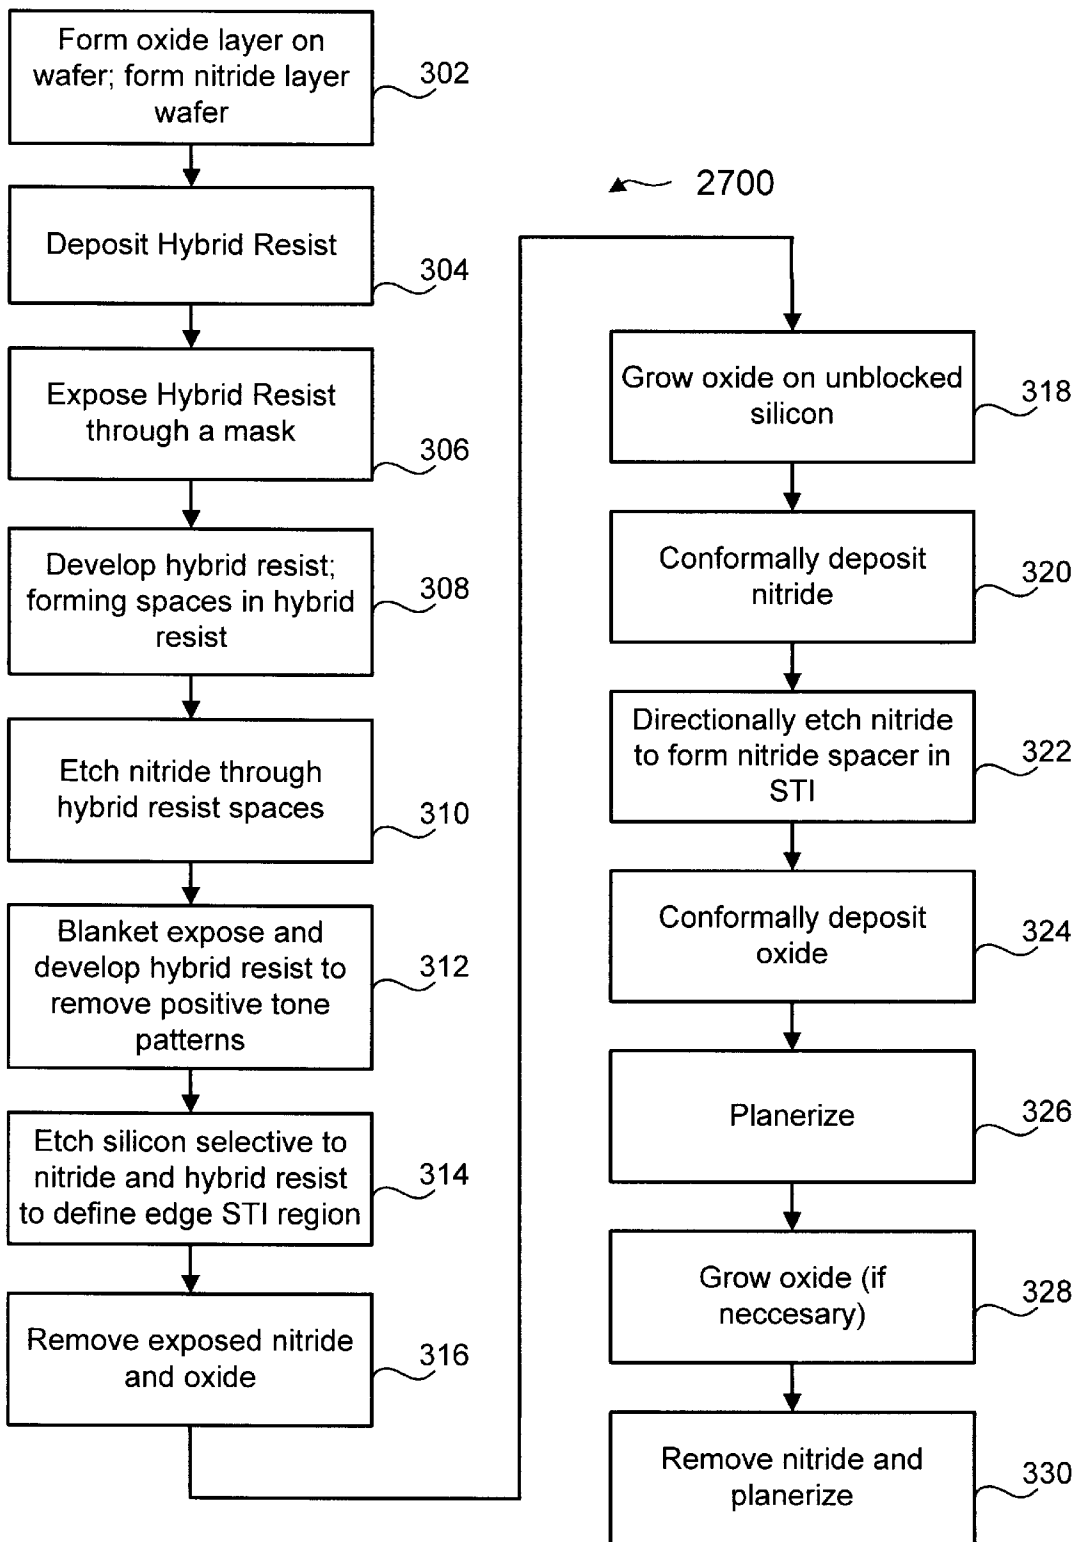 Form oxide layer on
wafer; form nitride layer
wafer
302
Deposit Hybrid Resist
304
Expose Hybrid Resist
through a mask
306
Develop hybrid resist;
forming spaces in hybrid
resist
308
Etch nitride through
hybrid resist spaces
310
Blanket expose and
develop hybrid resist to
remove positive tone
patterns
312
Etch silicon selective to
nitride and hybrid resist
to define edge STI region
314
Remove exposed nitride
and oxide
316
2700
Grow oxide on unblocked
silicon
318
Conformally deposit
nitride
320
Directionally etch nitride
to form nitride spacer in
STI
322
Conformally deposit
oxide
324
Planerize
326
Grow oxide (if
neccesary)
328
Remove nitride and
planerize
330